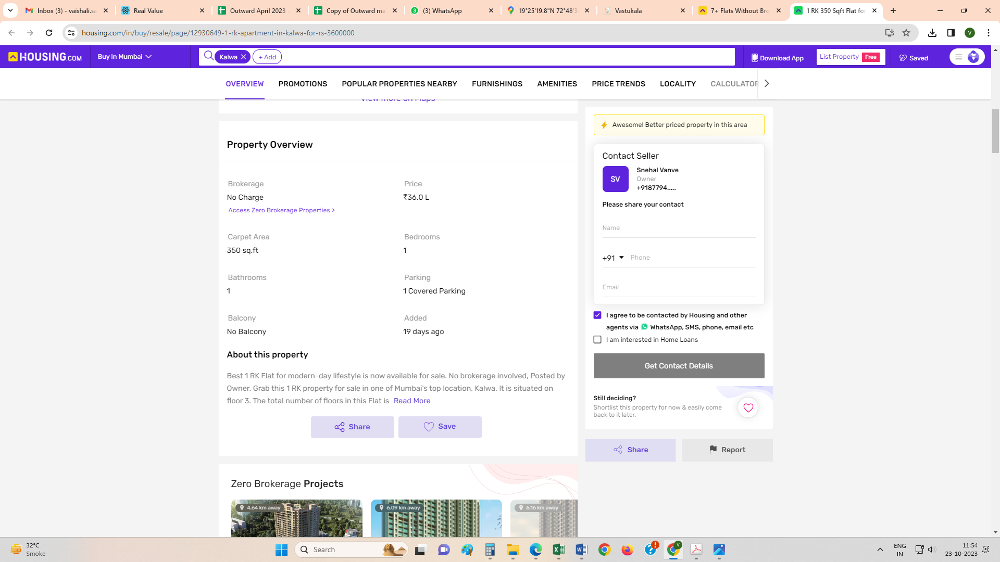 Inbox (3) - vaishali.sa
Real Value
Outward April 2023 -
Copy of Outward ma
3
(3) WhatsApp
19°25'19.8"N 72°48'3
Vastukala
7+ Flats Without Bro
1 RK 350 Sqft Flat fo
housing.com/in/buy/resale/page/12930649-1-rk-apartment-in-kalwa-for-rs-3600000
V
HOUSING.COM
Buy In Mumbai
Kalwa
+ Add
Download App
List Property Free
Saved
OVERVIEW
PROMOTIONS
POPULAR PROPERTIES NEARBY
FURNISHINGS
AMENITIES
PRICE TRENDS
LOCALITY
CALCULATOR
View more on Maps
Property Overview
Brokerage
No Charge
Access Zero Brokerage Properties >
Price
₹36.0 L
Carpet Area
350 sq.ft
Bedrooms
1
Bathrooms
1
Parking
1 Covered Parking
Balcony
No Balcony
Added
19 days ago
About this property
Best 1 RK Flat for modern-day lifestyle is now available for sale. No brokerage involved, Posted by
Owner. Grab this 1 RK property for sale in one of Mumbai's top location, Kalwa. It is situated on
floor 3. The total number of floors in this Flat is Read More
Share
Save
Zero Brokerage Projects
4.64 km away
6.09 km away
6.16 km away
Awesome! Better priced property in this area
Contact Seller
SV
Snehal Vanve
Owner
+9187794.....
Please share your contact
Name
+91
Phone
Email
I agree to be contacted by Housing and other
agents via WhatsApp, SMS, phone, email etc
I am interested in Home Loans
Get Contact Details
Still deciding?
Shortlist this property for now & easily come
back to it later.
Share
Report
32°C
Smoke
Search
V
ENG
IN
11:54
23-10-2023